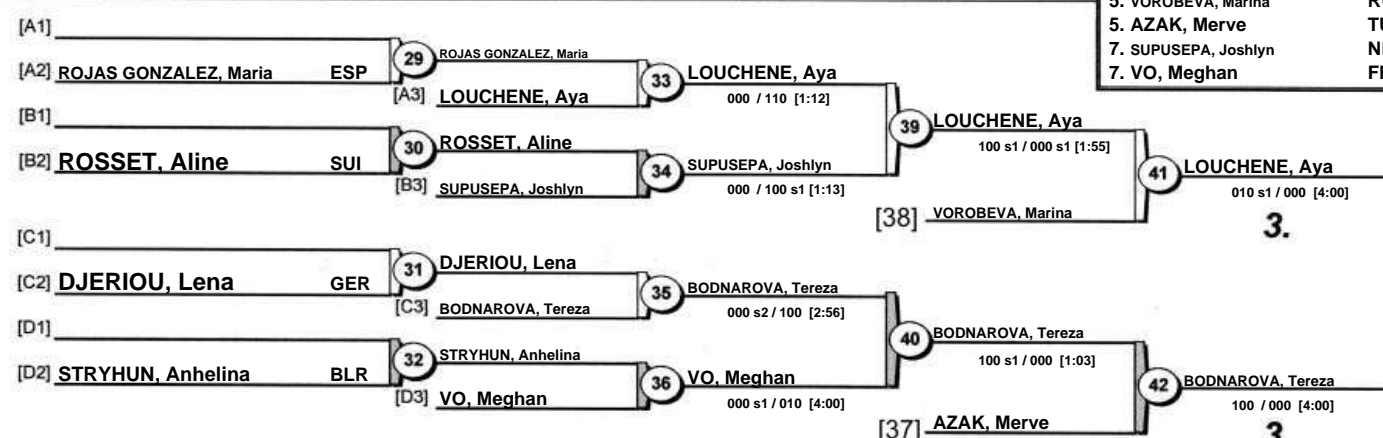 5. VOROBEVA, Marina
5. AZAK, Merve
7. SUPUSEPA, Joshlyn
7. VO, Meghan
[A1]
[A2] ROJAS GONZALEZ, Maria ESP
29
ROJAS GONZALEZ, Maria
[A3] LOUCHENE, Aya
33
LOUCHENE, Aya
000 / 110 [1:12]
[B1]
[B2] ROSSET, Aline SUI
30
ROSSET, Aline
[B3] SUPUSEPA, Joshlyn
34
SUPUSEPA, Joshlyn
000 / 100 s1 [1:13]
39
LOUCHENE, Aya
100 s1 / 000 s1 [1:55]
[38] VOROBEVA, Marina
41
LOUCHENE, Aya
010 s1 / 000 [4:00]
3.
[C1]
[C2] DJERIOU, Lena GER
31
DJERIOU, Lena
[C3] BODNAROVA, Tereza
35
BODNAROVA, Tereza
000 s2 / 100 [2:56]
[D1]
[D2] STRYHUN, Anhelina BLR
32
STRYHUN, Anhelina
[D3] VO, Meghan
36
VO, Meghan
000 s1 / 010 [4:00]
40
BODNAROVA, Tereza
100 s1 / 000 [1:03]
[37] AZAK, Merve
42
BODNAROVA, Tereza
100 / 000 [4:00]
3.